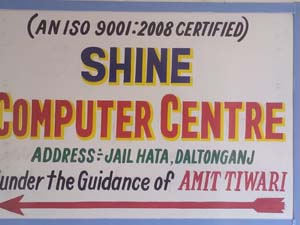 (AN ISO 9001:2008 CERTIFIED)
SHINE
COMPUTER CENTRE
ADDRESS:- JAIL HATA, DALTONGANJ
under the Guidance of AMIT TIWARI